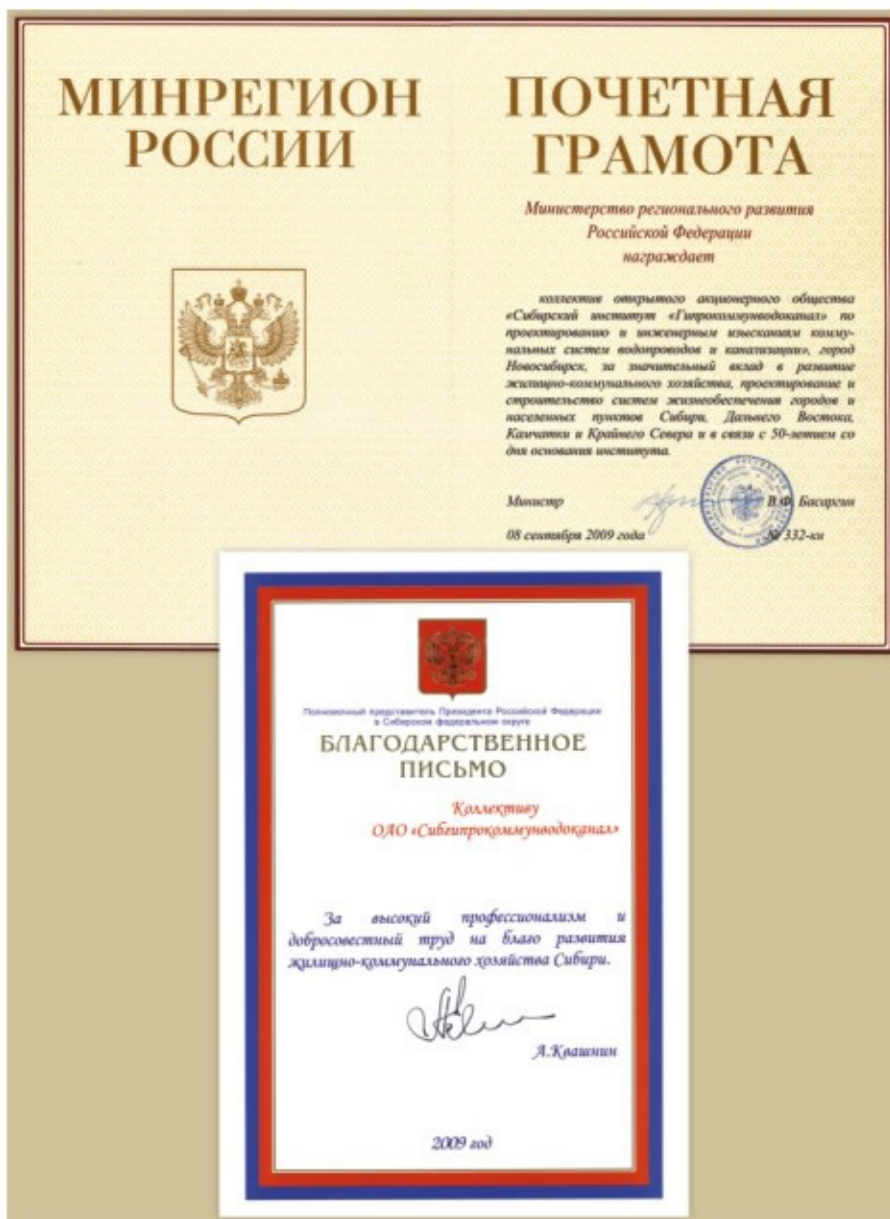 МИНРЕГИОН
РОССИИ
ПОЧЕТНАЯ
ГРАМОТА
Министерство регионального развития
Российской Федерации
награждает
коллектив открытого акционерного общества
«Сибирский институт «Гипрокоммунводоканал» по
проектированию и инженерным изысканиям комму-
нальных систем водопроводов и канализации», город
Новосибирск, за значительный вклад в развитие
жилищно-коммунального хозяйства, проектирование и
строительство систем жизнеобеспечения городов и
населенных пунктов Сибири, Дальнего Востока,
Камчатки и Крайнего Севера и в связи с 50-летием со
дня основания института.
Министр В.Ф. Басаргин
08 сентября 2009 года № 332-кн
Полномочный представитель Президента Российской Федерации
в Сибирском федеральном округе
БЛАГОДАРСТВЕННОЕ
ПИСЬМО
Коллективу
ОАО «Сибгипрокоммунводоканал»
За высокий профессионализм и
добросовестный труд на благо развития
жилищно-коммунального хозяйства Сибири.
А.Квашнин
2009 год